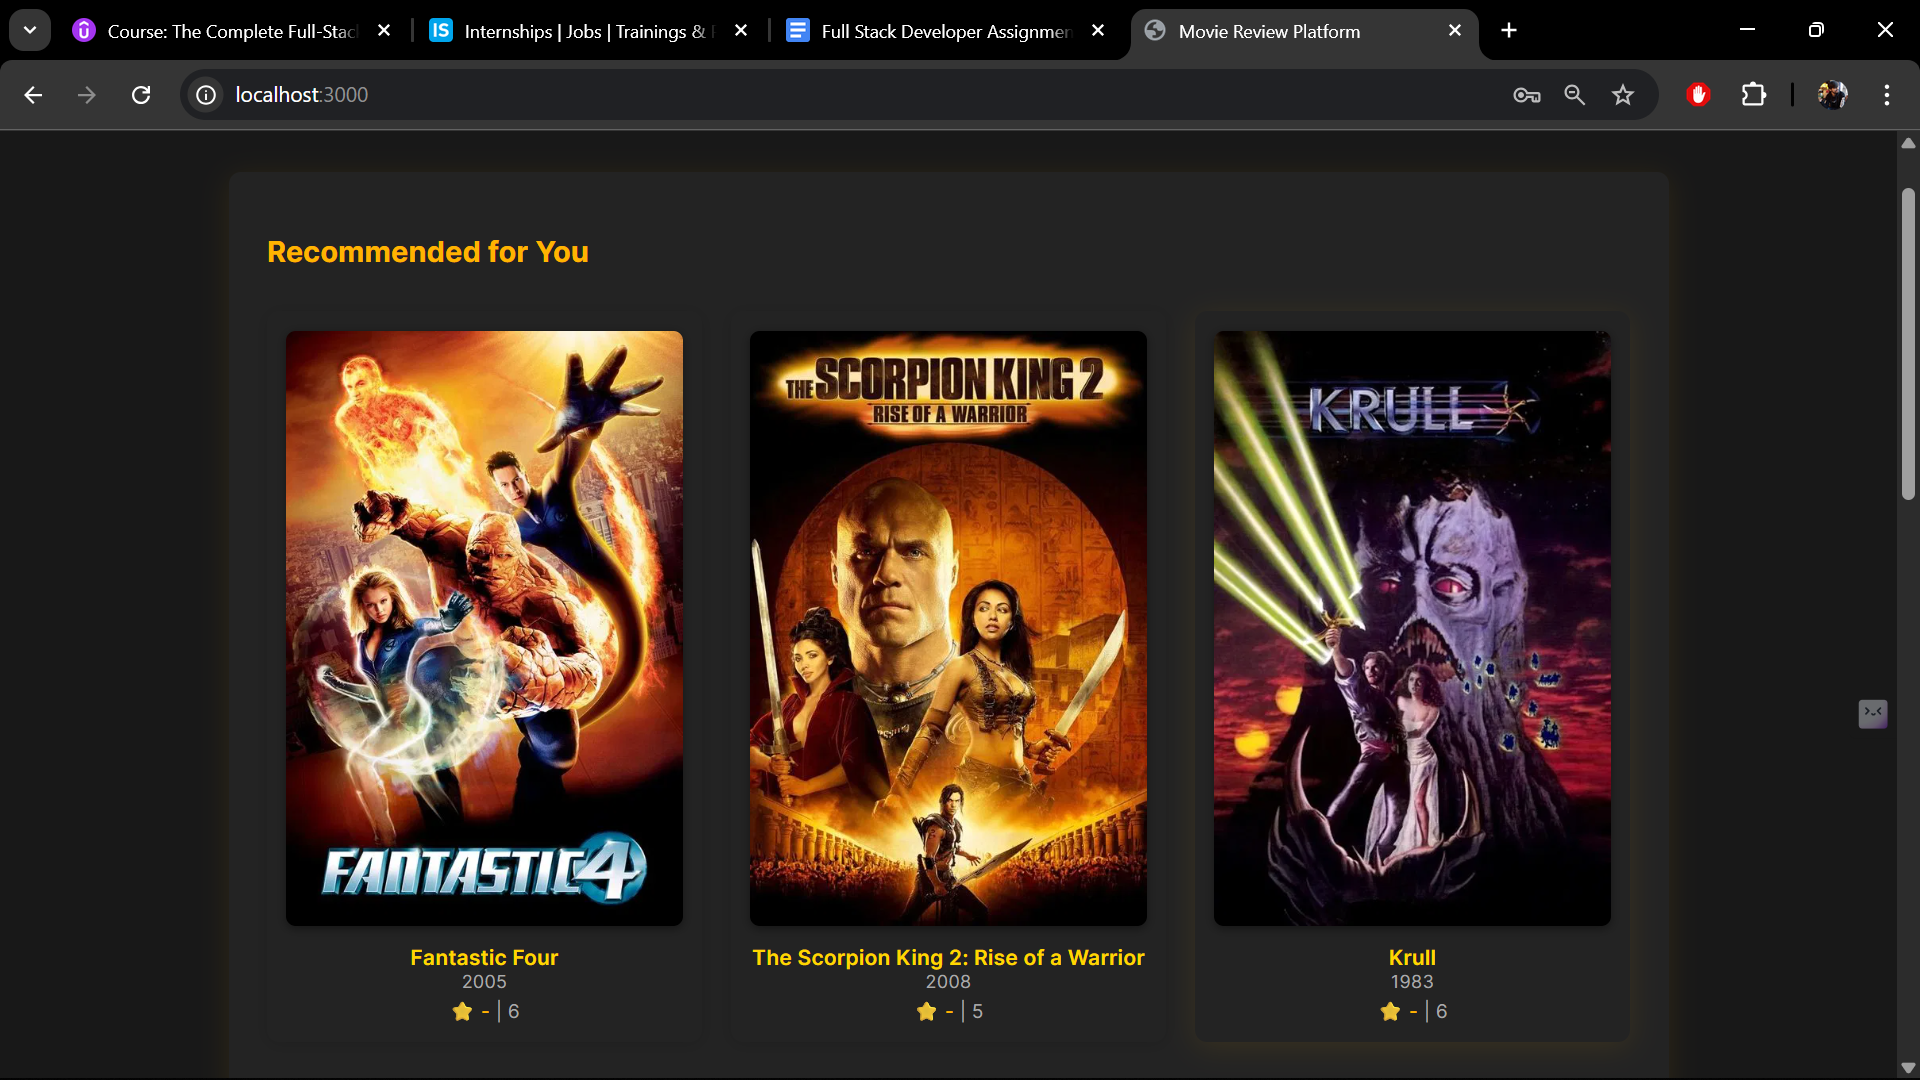 Course: The Complete Full-Stac
IS Internships | Jobs | Trainings &
Full Stack Developer Assignmen
Movie Review Platform
localhost:3000
Recommended for You
THE SCORPION KING 2
RISE OF A WARRIOR
KRULL
FANTASTIC 4
Fantastic Four
The Scorpion King 2: Rise of a Warrior
Krull
2005
2008
1983
- | 6
- | 5
- | 6